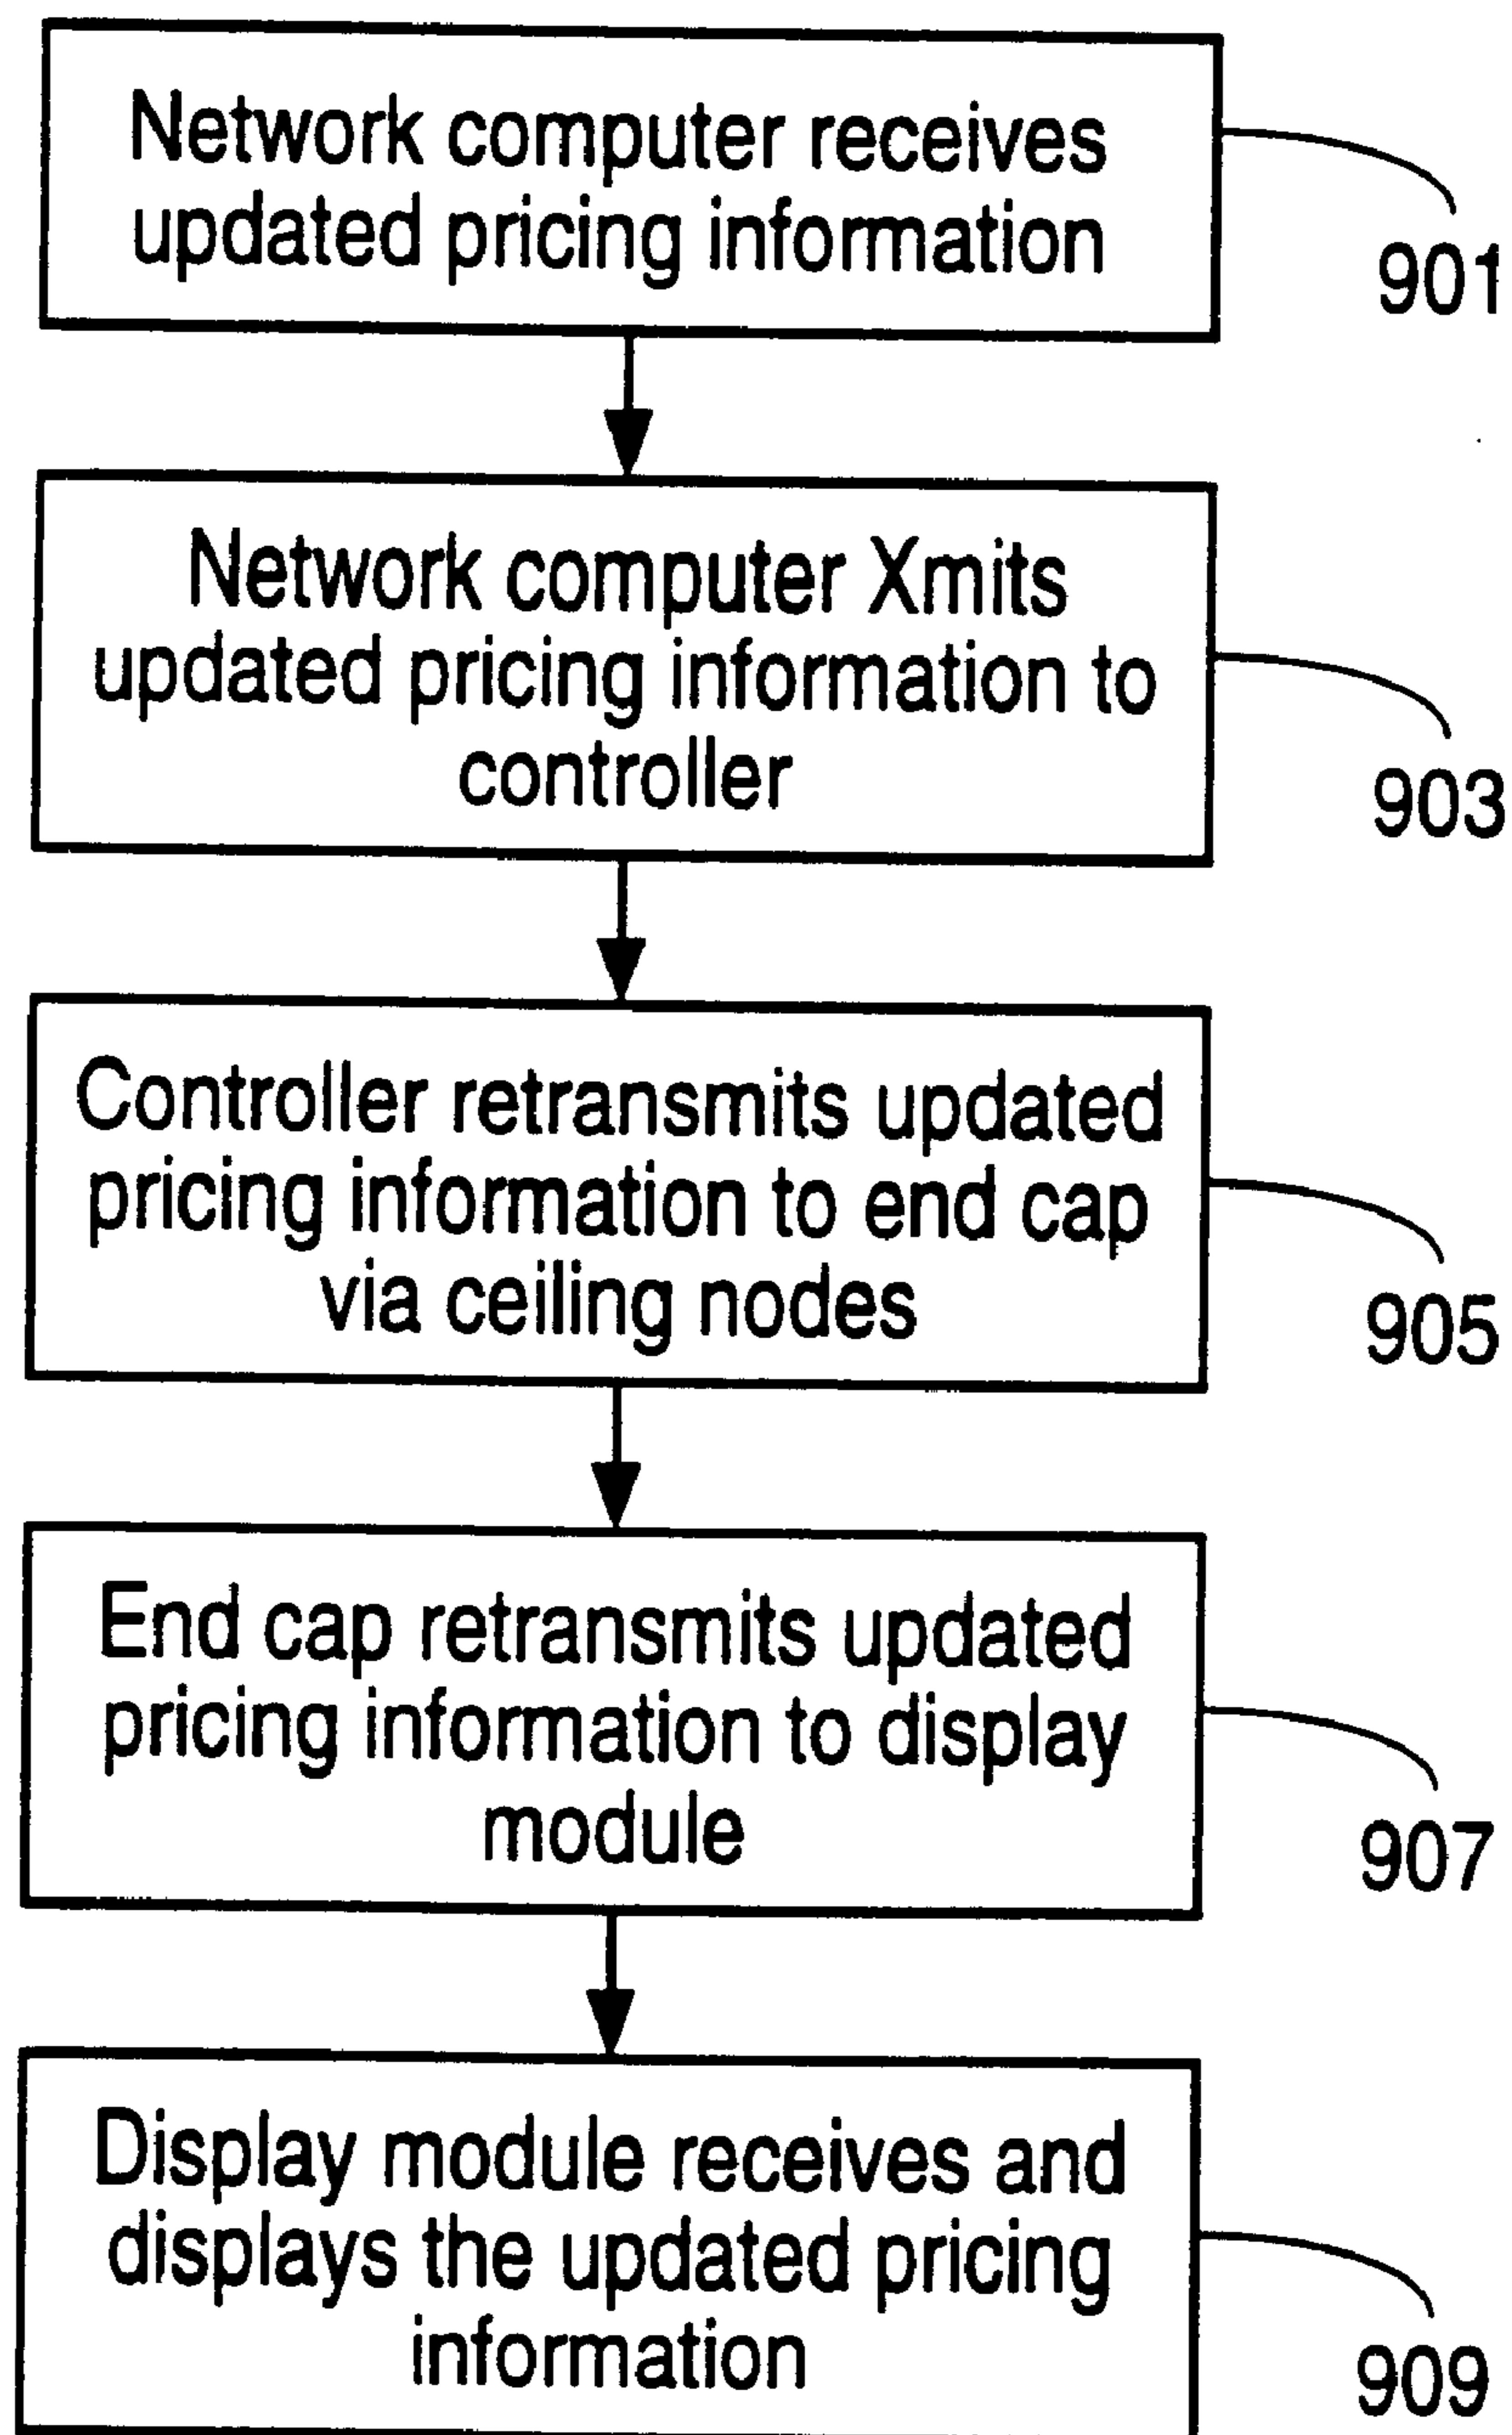 Network computer receives
updated pricing information
901
Network computer Xmits
updated pricing information to
controller
903
Controller retransmits updated
pricing information to end cap
via ceiling nodes
905
End cap retransmits updated
pricing information to display
module
907
Display module receives and
displays the updated pricing
information
909